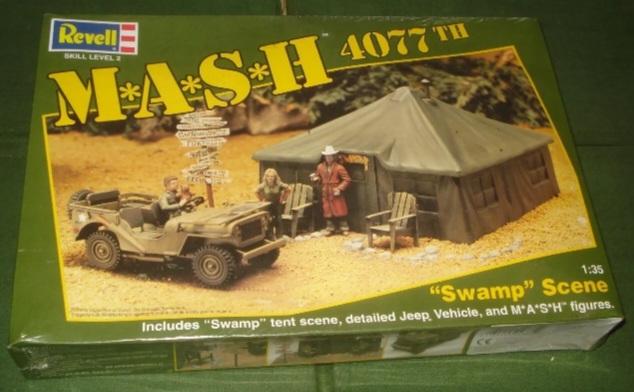 Revell
SKILL LEVEL 2
M*A*S*H 4077TH
1:35
"Swamp" Scene
Includes "Swamp" tent scene, detailed Jeep Vehicle, and M*A*S*H" figures.